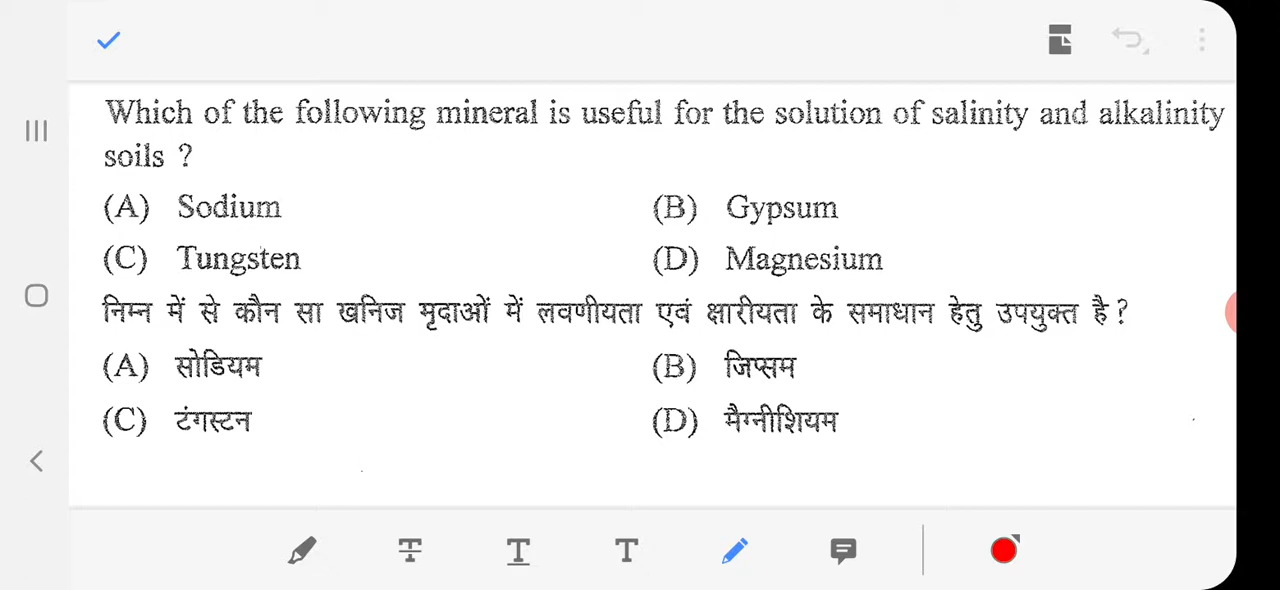 Which of the following mineral is useful for the solution of salinity and alkalinity
soils ?
(A) Sodium (B) Gypsum
(C) Tungsten (D) Magnesium
निम्न में से कौन सा खनिज मृदाओं में लवणीयता एवं क्षारीयता के समाधान हेतु उपयुक्त है ?
(A) सोडियम (B) जिप्सम
(C) टंगस्टन (D) मैग्नीशियम
T T T